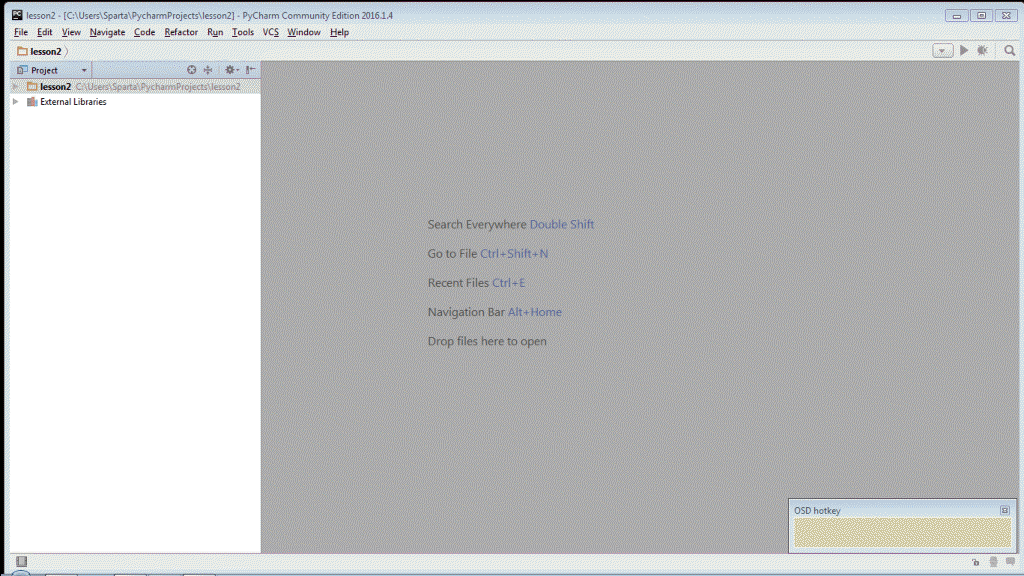 PC lesson2 - [C:\Users\Sparta\PycharmProjects\lesson2] - PyCharm Community Edition 2016.1.4
File Edit View Navigate Code Refactor Run Tools VCS Window Help
lesson2
Project
lesson2 C:\Users\Sparta\PycharmProjects\lesson2
External Libraries
Search Everywhere Double Shift
Go to File Ctrl+Shift+N
Recent Files Ctrl+E
Navigation Bar Alt+Home
Drop files here to open
OSD hotkey